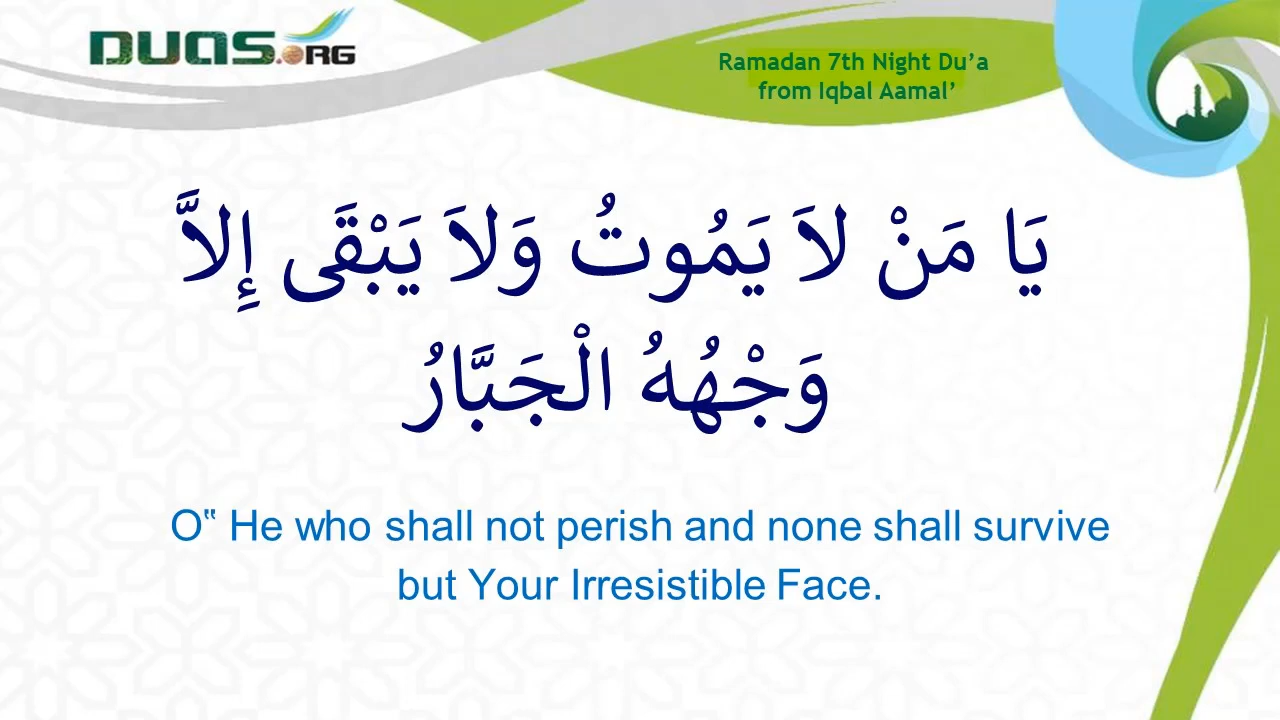 DUAS.ORG
Ramadan 7th Night Du’a
from Iqbal Aamal’
يَا مَنْ لاَ يَمُوتُ وَلاَ يَبْقَى إِلاَّ
وَجْهُهُ الْجَبَّارُ
O‟ He who shall not perish and none shall survive
but Your Irresistible Face.